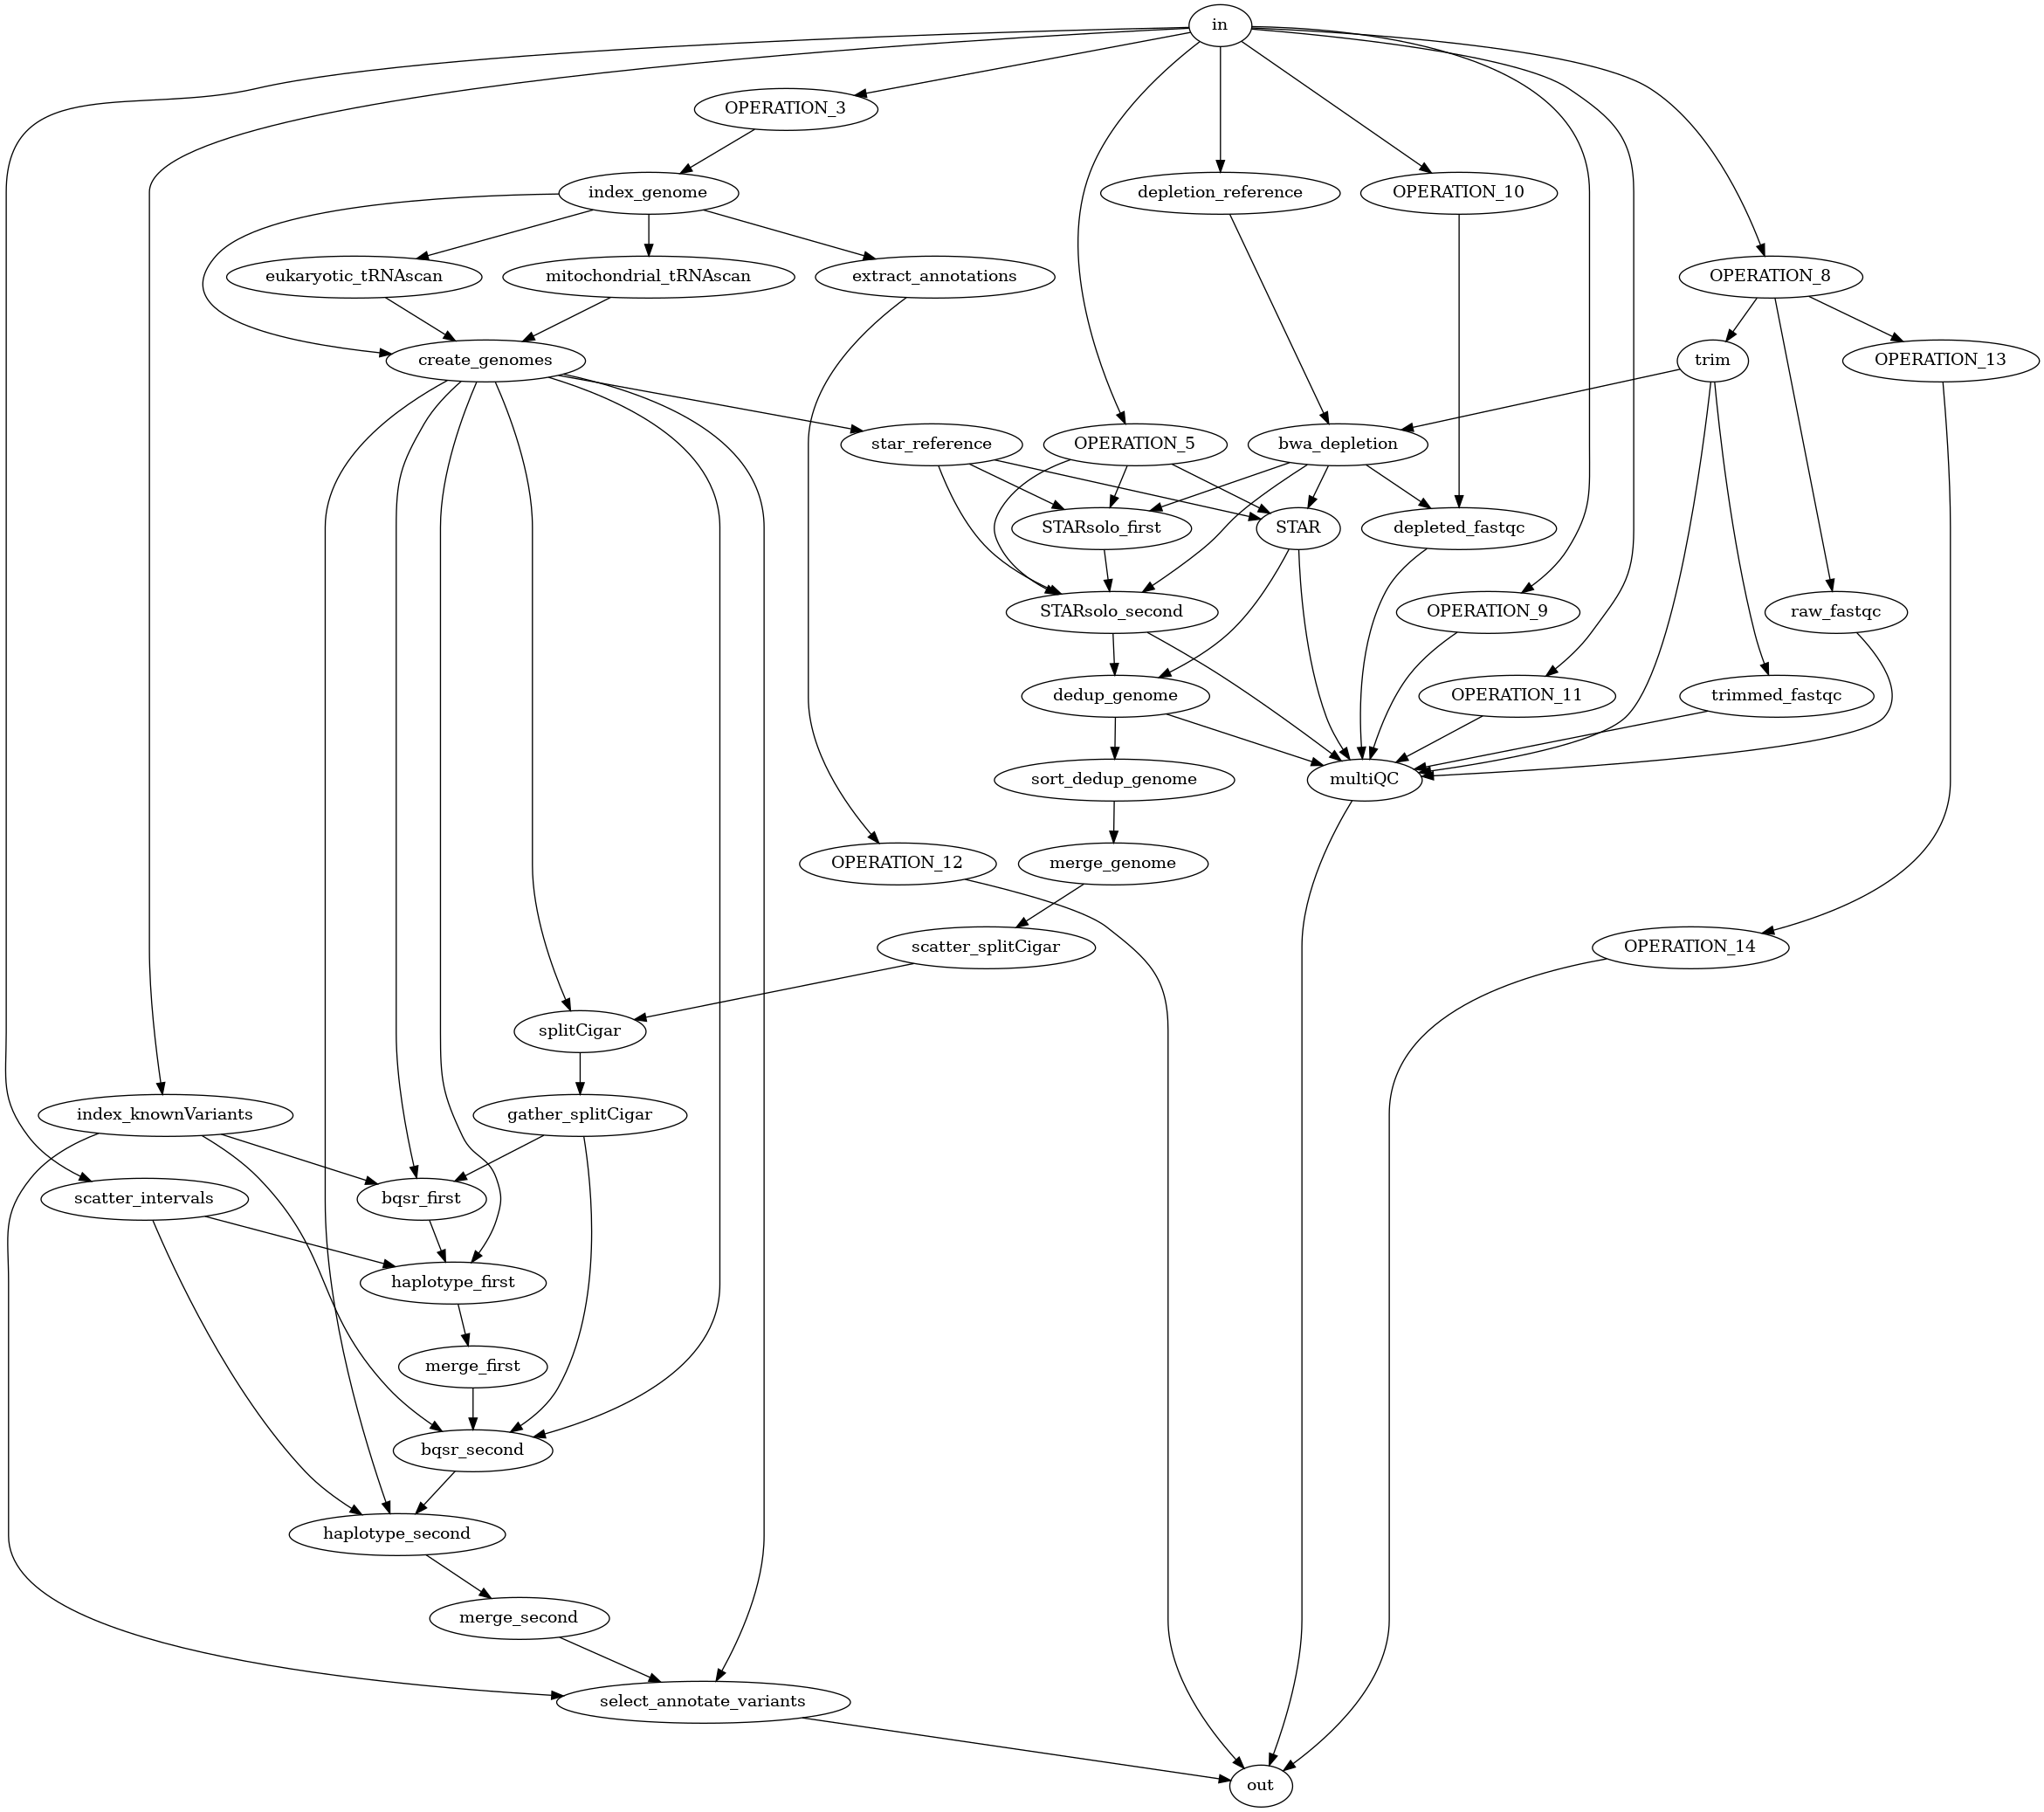 in
OPERATION_3
index_genome
depletion_reference
OPERATION_10
eukaryotic_tRNAscan
mitochondrial_tRNAscan
extract_annotations
OPERATION_8
create_genomes
trim
OPERATION_13
star_reference
OPERATION_5
bwa_depletion
STARsolo_first
STAR
depleted_fastqc
STARsolo_second
OPERATION_9
raw_fastqc
dedup_genome
OPERATION_11
trimmed_fastqc
sort_dedup_genome
multiQC
OPERATION_12
merge_genome
scatter_splitCigar
OPERATION_14
splitCigar
index_knownVariants
gather_splitCigar
scatter_intervals
bqsr_first
haplotype_first
merge_first
bqsr_second
haplotype_second
merge_second
select_annotate_variants
out